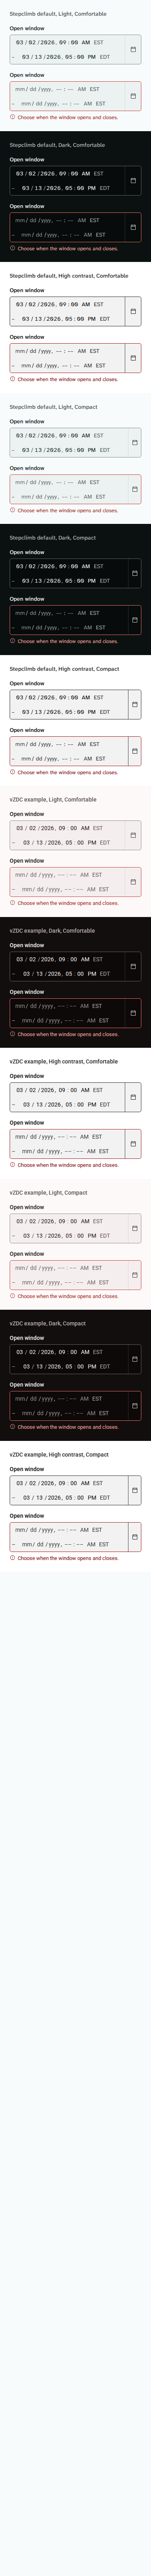 Stepclimb default, Light, Comfortable
Open window
03 / 02 / 2026, 09 : 00 AM EST
– 03 / 13 / 2026, 05 : 00 PM EDT
Open window
mm / dd / yyyy, -- : -- AM EST
– mm / dd / yyyy, -- : -- AM EST
Choose when the window opens and closes.
Stepclimb default, Dark, Comfortable
Open window
03 / 02 / 2026, 09 : 00 AM EST
– 03 / 13 / 2026, 05 : 00 PM EDT
Open window
mm / dd / yyyy, -- : -- AM EST
– mm / dd / yyyy, -- : -- AM EST
Choose when the window opens and closes.
Stepclimb default, High contrast, Comfortable
Open window
03 / 02 / 2026, 09 : 00 AM EST
– 03 / 13 / 2026, 05 : 00 PM EDT
Open window
mm / dd / yyyy, -- : -- AM EST
– mm / dd / yyyy, -- : -- AM EST
Choose when the window opens and closes.
Stepclimb default, Light, Compact
Open window
03 / 02 / 2026, 09 : 00 AM EST
– 03 / 13 / 2026, 05 : 00 PM EDT
Open window
mm / dd / yyyy, -- : -- AM EST
– mm / dd / yyyy, -- : -- AM EST
Choose when the window opens and closes.
Stepclimb default, Dark, Compact
Open window
03 / 02 / 2026, 09 : 00 AM EST
– 03 / 13 / 2026, 05 : 00 PM EDT
Open window
mm / dd / yyyy, -- : -- AM EST
– mm / dd / yyyy, -- : -- AM EST
Choose when the window opens and closes.
Stepclimb default, High contrast, Compact
Open window
03 / 02 / 2026, 09 : 00 AM EST
– 03 / 13 / 2026, 05 : 00 PM EDT
Open window
mm / dd / yyyy, -- : -- AM EST
– mm / dd / yyyy, -- : -- AM EST
Choose when the window opens and closes.
vZDC example, Light, Comfortable
Open window
03 / 02 / 2026, 09 : 00 AM EST
– 03 / 13 / 2026, 05 : 00 PM EDT
Open window
mm / dd / yyyy, -- : -- AM EST
– mm / dd / yyyy, -- : -- AM EST
Choose when the window opens and closes.
vZDC example, Dark, Comfortable
Open window
03 / 02 / 2026, 09 : 00 AM EST
– 03 / 13 / 2026, 05 : 00 PM EDT
Open window
mm / dd / yyyy, -- : -- AM EST
– mm / dd / yyyy, -- : -- AM EST
Choose when the window opens and closes.
vZDC example, High contrast, Comfortable
Open window
03 / 02 / 2026, 09 : 00 AM EST
– 03 / 13 / 2026, 05 : 00 PM EDT
Open window
mm / dd / yyyy, -- : -- AM EST
– mm / dd / yyyy, -- : -- AM EST
Choose when the window opens and closes.
vZDC example, Light, Compact
Open window
03 / 02 / 2026, 09 : 00 AM EST
– 03 / 13 / 2026, 05 : 00 PM EDT
Open window
mm / dd / yyyy, -- : -- AM EST
– mm / dd / yyyy, -- : -- AM EST
Choose when the window opens and closes.
vZDC example, Dark, Compact
Open window
03 / 02 / 2026, 09 : 00 AM EST
– 03 / 13 / 2026, 05 : 00 PM EDT
Open window
mm / dd / yyyy, -- : -- AM EST
– mm / dd / yyyy, -- : -- AM EST
Choose when the window opens and closes.
vZDC example, High contrast, Compact
Open window
03 / 02 / 2026, 09 : 00 AM EST
– 03 / 13 / 2026, 05 : 00 PM EDT
Open window
mm / dd / yyyy, -- : -- AM EST
– mm / dd / yyyy, -- : -- AM EST
Choose when the window opens and closes.